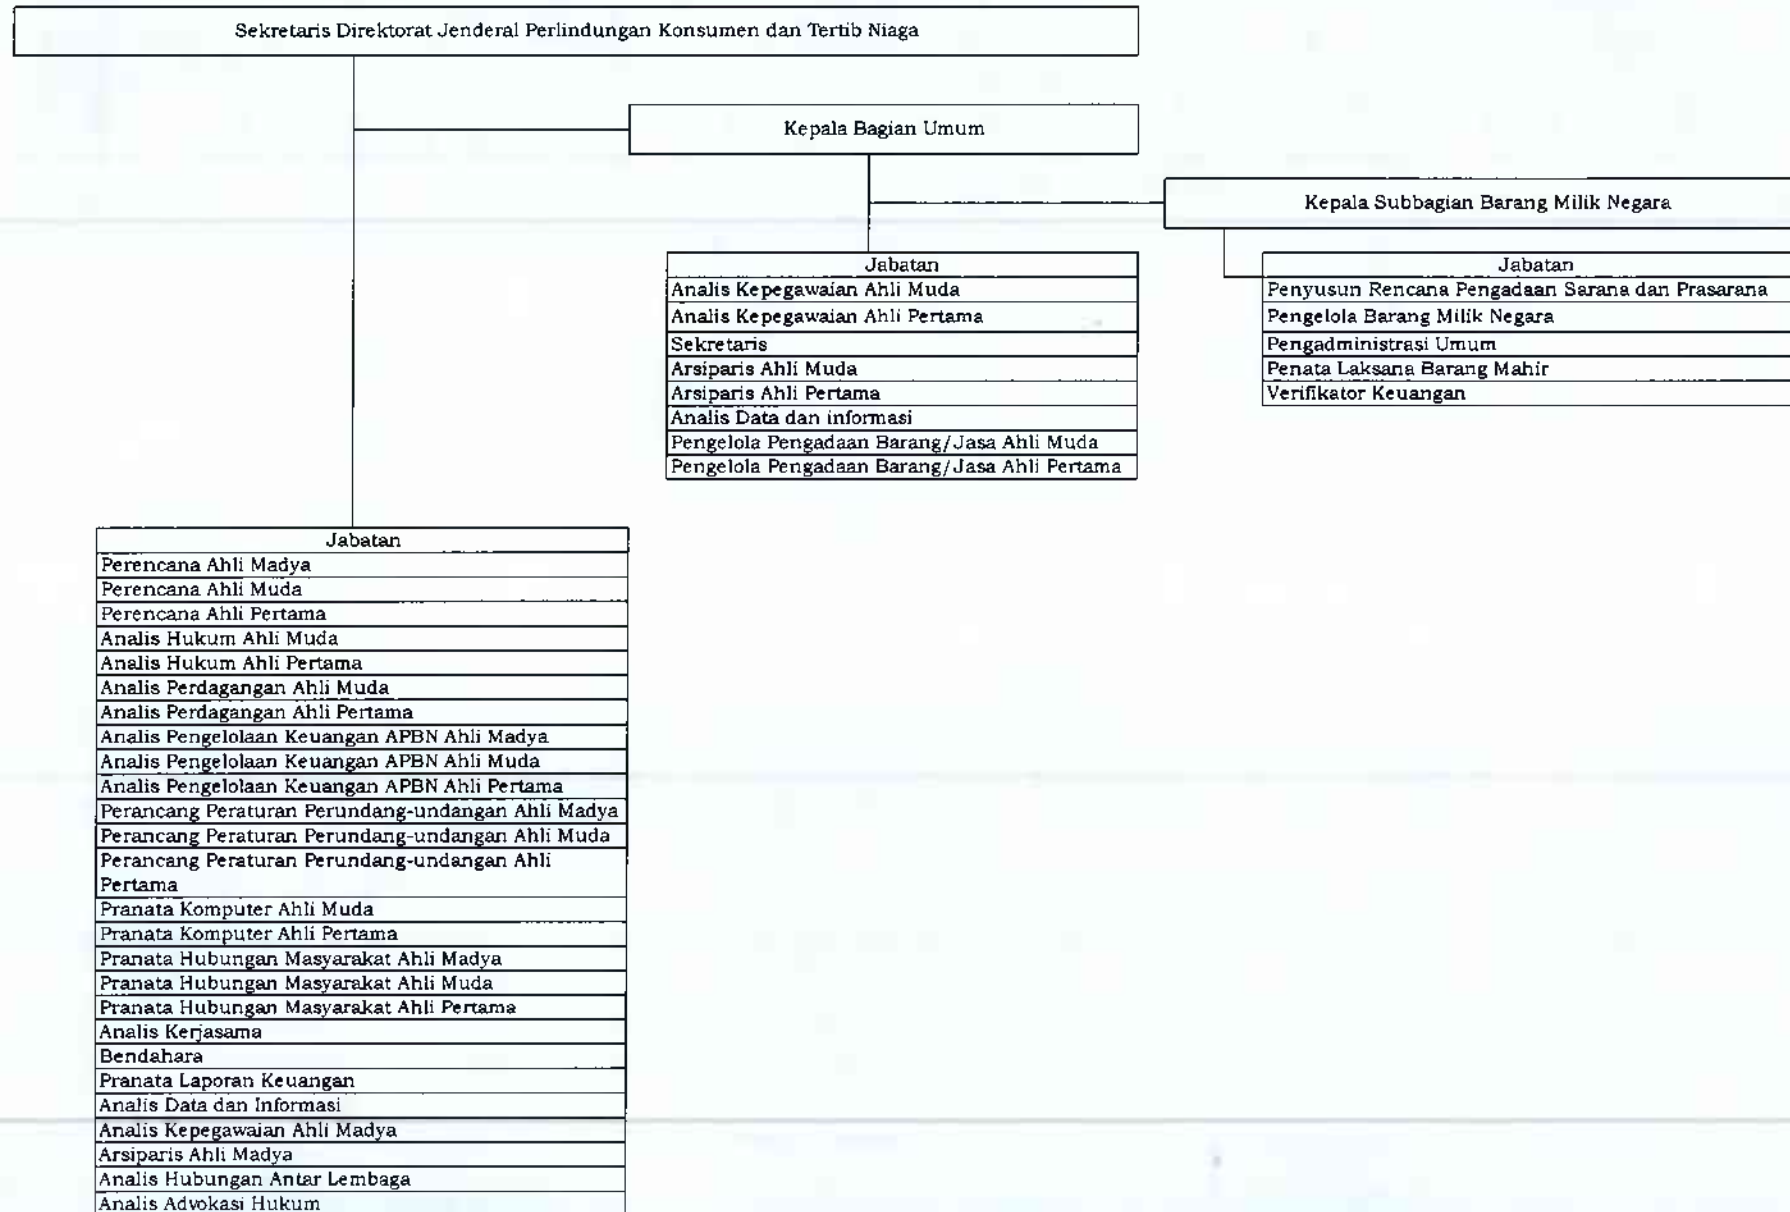 Sekretaris Direktorat Jenderal Perlindungan Konsumen dan Tertib Niaga
Kepala Bagian Umum
Kepala Subbagian Barang Milik Negara
Jabatan
Analis Kepegawaian Ahli Muda
Analis Kepegawaian Ahli Pertama
Sekretaris
Arsiparis Ahli Muda
Arsiparis Ahli Pertama
Analis Data dan informasi
Pengelola Pengadaan Barang/Jasa Ahli Muda
Pengelola Pengadaan Barang/Jasa Ahli Pertama
Jabatan
Penyusun Rencana Pengadaan Sarana dan Prasarana
Pengelola Barang Milik Negara
Pengadministrasi Umum
Penata Laksana Barang Mahir
Verifikator Keuangan
Jabatan
Perencana Ahli Madya
Perencana Ahli Muda
Perencana Ahli Pertama
Analis Hukum Ahli Muda
Analis Hukum Ahli Pertama
Analis Perdagangan Ahli Muda
Analis Perdagangan Ahli Pertama
Analis Pengelolaan Keuangan APBN Ahli Madya
Analis Pengelolaan Keuangan APBN Ahli Muda
Analis Pengelolaan Keuangan APBN Ahli Pertama
Perancang Peraturan Perundang-undangan Ahli Madya
Perancang Peraturan Perundang-undangan Ahli Muda
Perancang Peraturan Perundang-undangan Ahli
Pertama
Pranata Komputer Ahli Muda
Pranata Komputer Ahli Pertama
Pranata Hubungan Masyarakat Ahli Madya
Pranata Hubungan Masyarakat Ahli Muda
Pranata Hubungan Masyarakat Ahli Pertama
Analis Kerjasama
Bendahara
Pranata Laporan Keuangan
Analis Data dan Informasi
Analis Kepegawaian Ahli Madya
Arsiparis Ahli Madya
Analis Hubungan Antar Lembaga
Analis Advokasi Hukum